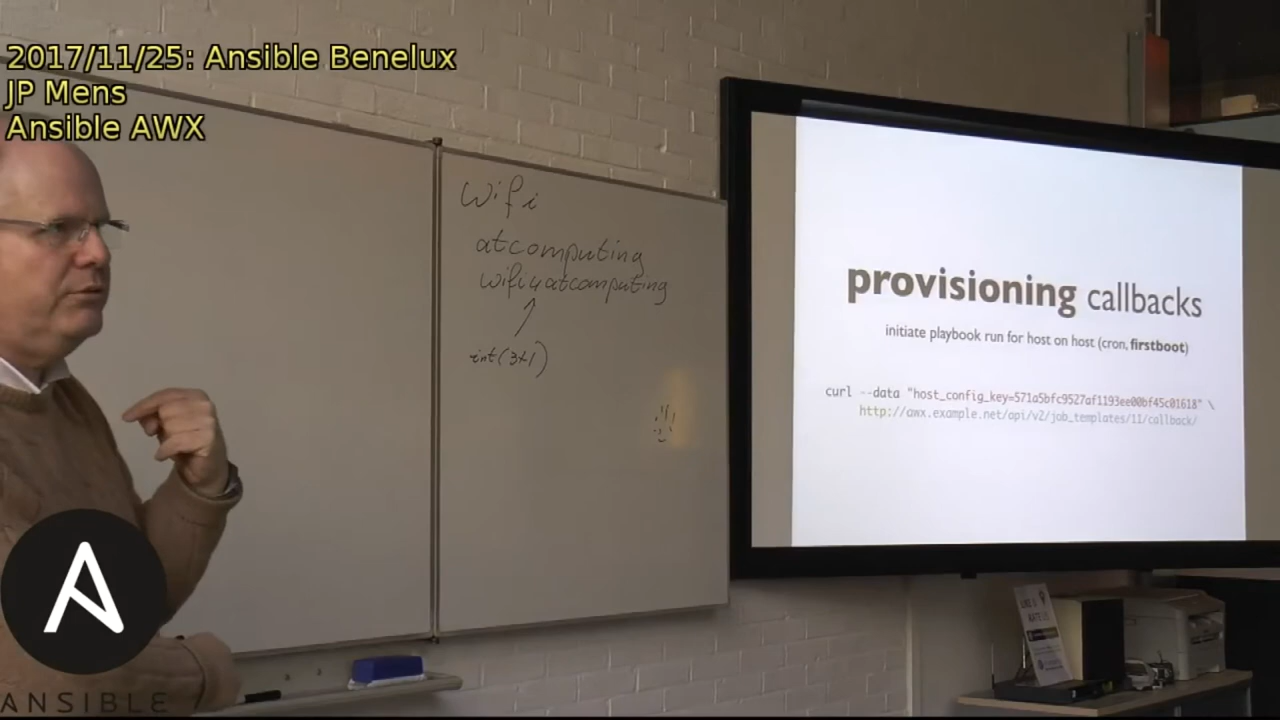 2017/11/25: Ansible Benelux
JP Mens
Ansible AWX
Wifi
atcomputing
wifi4atcomputing
int(3×1)
provisioning callbacks
initiate playbook run for host on host (cron, firstboot)
curl --data "host_config_key=571a5bfc9527af1193ee00bf45c01618" \
http://awx.example.net/api/v2/job_templates/11/callback/
A
ANSIBLE